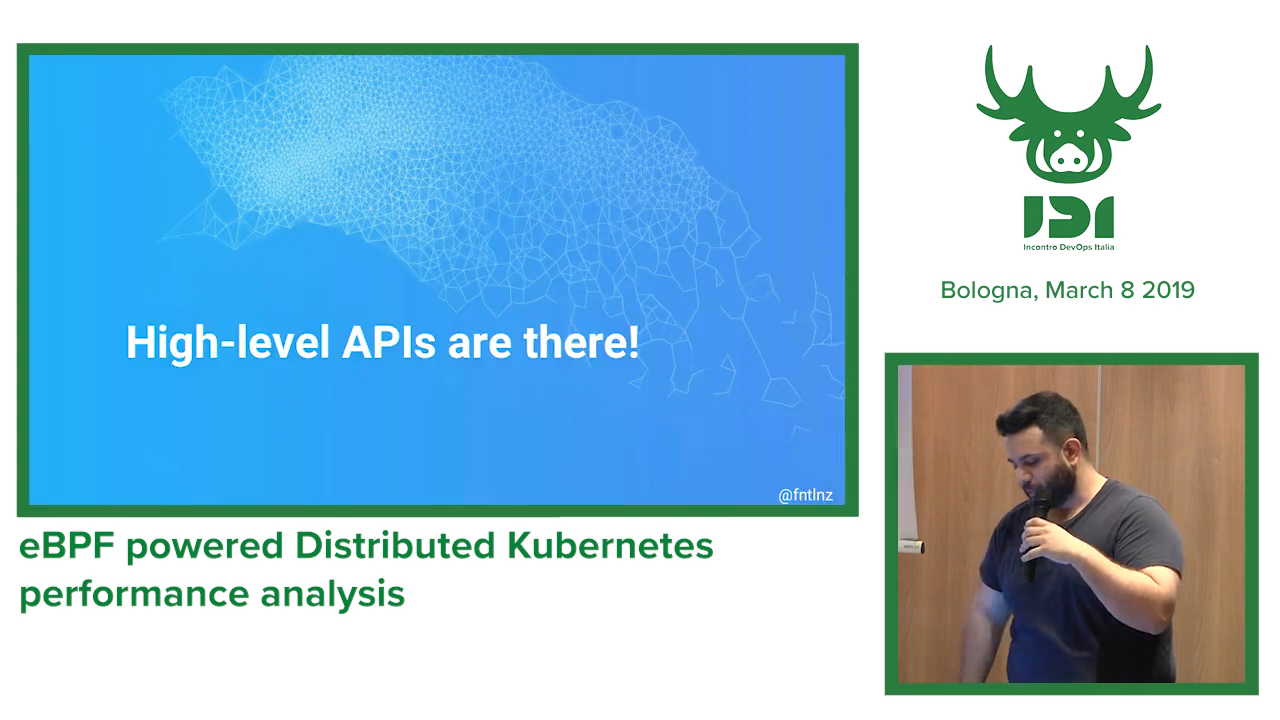 High-level APIs are there!
@fntlnz
IDI
Incontro DevOps Italia
Bologna, March 8 2019
eBPF powered Distributed Kubernetes
performance analysis